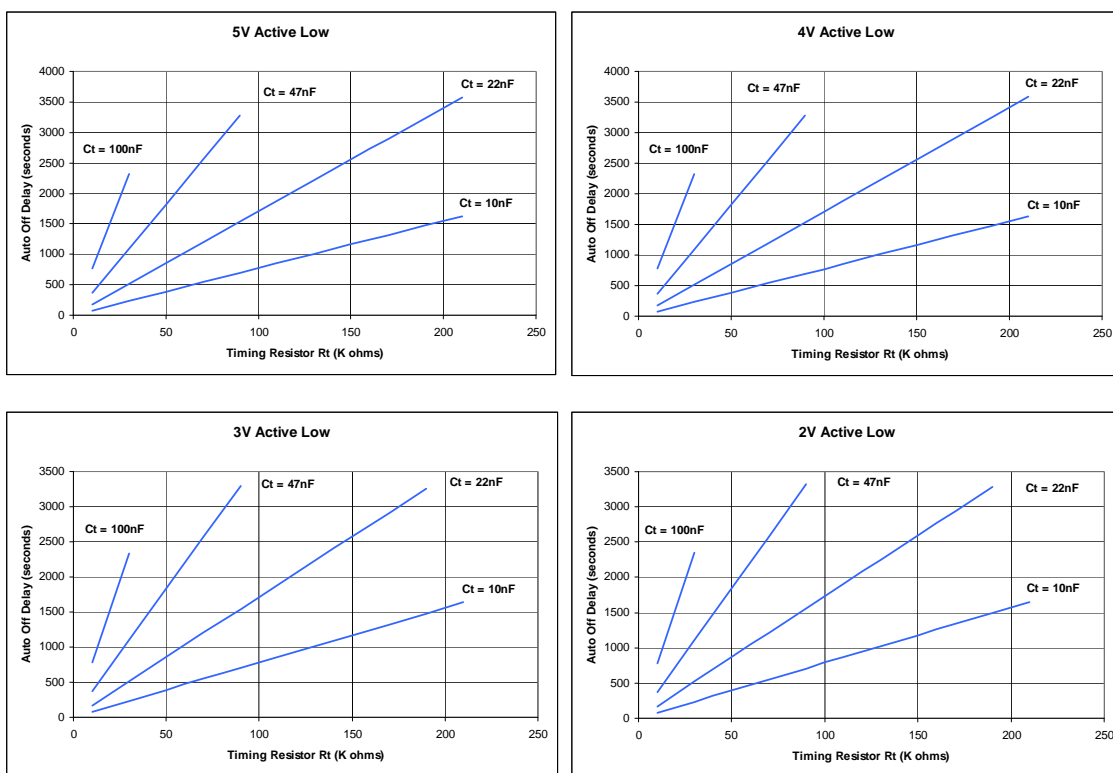 5V Active Low
4000
3500
3000
2500
2000
1500
1000
500
0
Auto Off Delay (seconds)
Ct = 100nF
Ct = 47nF
Ct = 22nF
Ct = 10nF
0 50 100 150 200 250
Timing Resistor Rt (K ohms)
4V Active Low
4000
3500
3000
2500
2000
1500
1000
500
0
Auto Off Delay (seconds)
Ct = 100nF
Ct = 47nF
Ct = 22nF
Ct = 10nF
0 50 100 150 200 250
Timing Resistor Rt (K ohms)
3V Active Low
3500
3000
2500
2000
1500
1000
500
0
Auto Off Delay (seconds)
Ct = 100nF
Ct = 47nF
Ct = 22nF
Ct = 10nF
0 50 100 150 200 250
Timing Resistor Rt (K ohms)
2V Active Low
3500
3000
2500
2000
1500
1000
500
0
Auto Off Delay (seconds)
Ct = 100nF
Ct = 47nF
Ct = 22nF
Ct = 10nF
0 50 100 150 200 250
Timing Resistor Rt (K ohms)